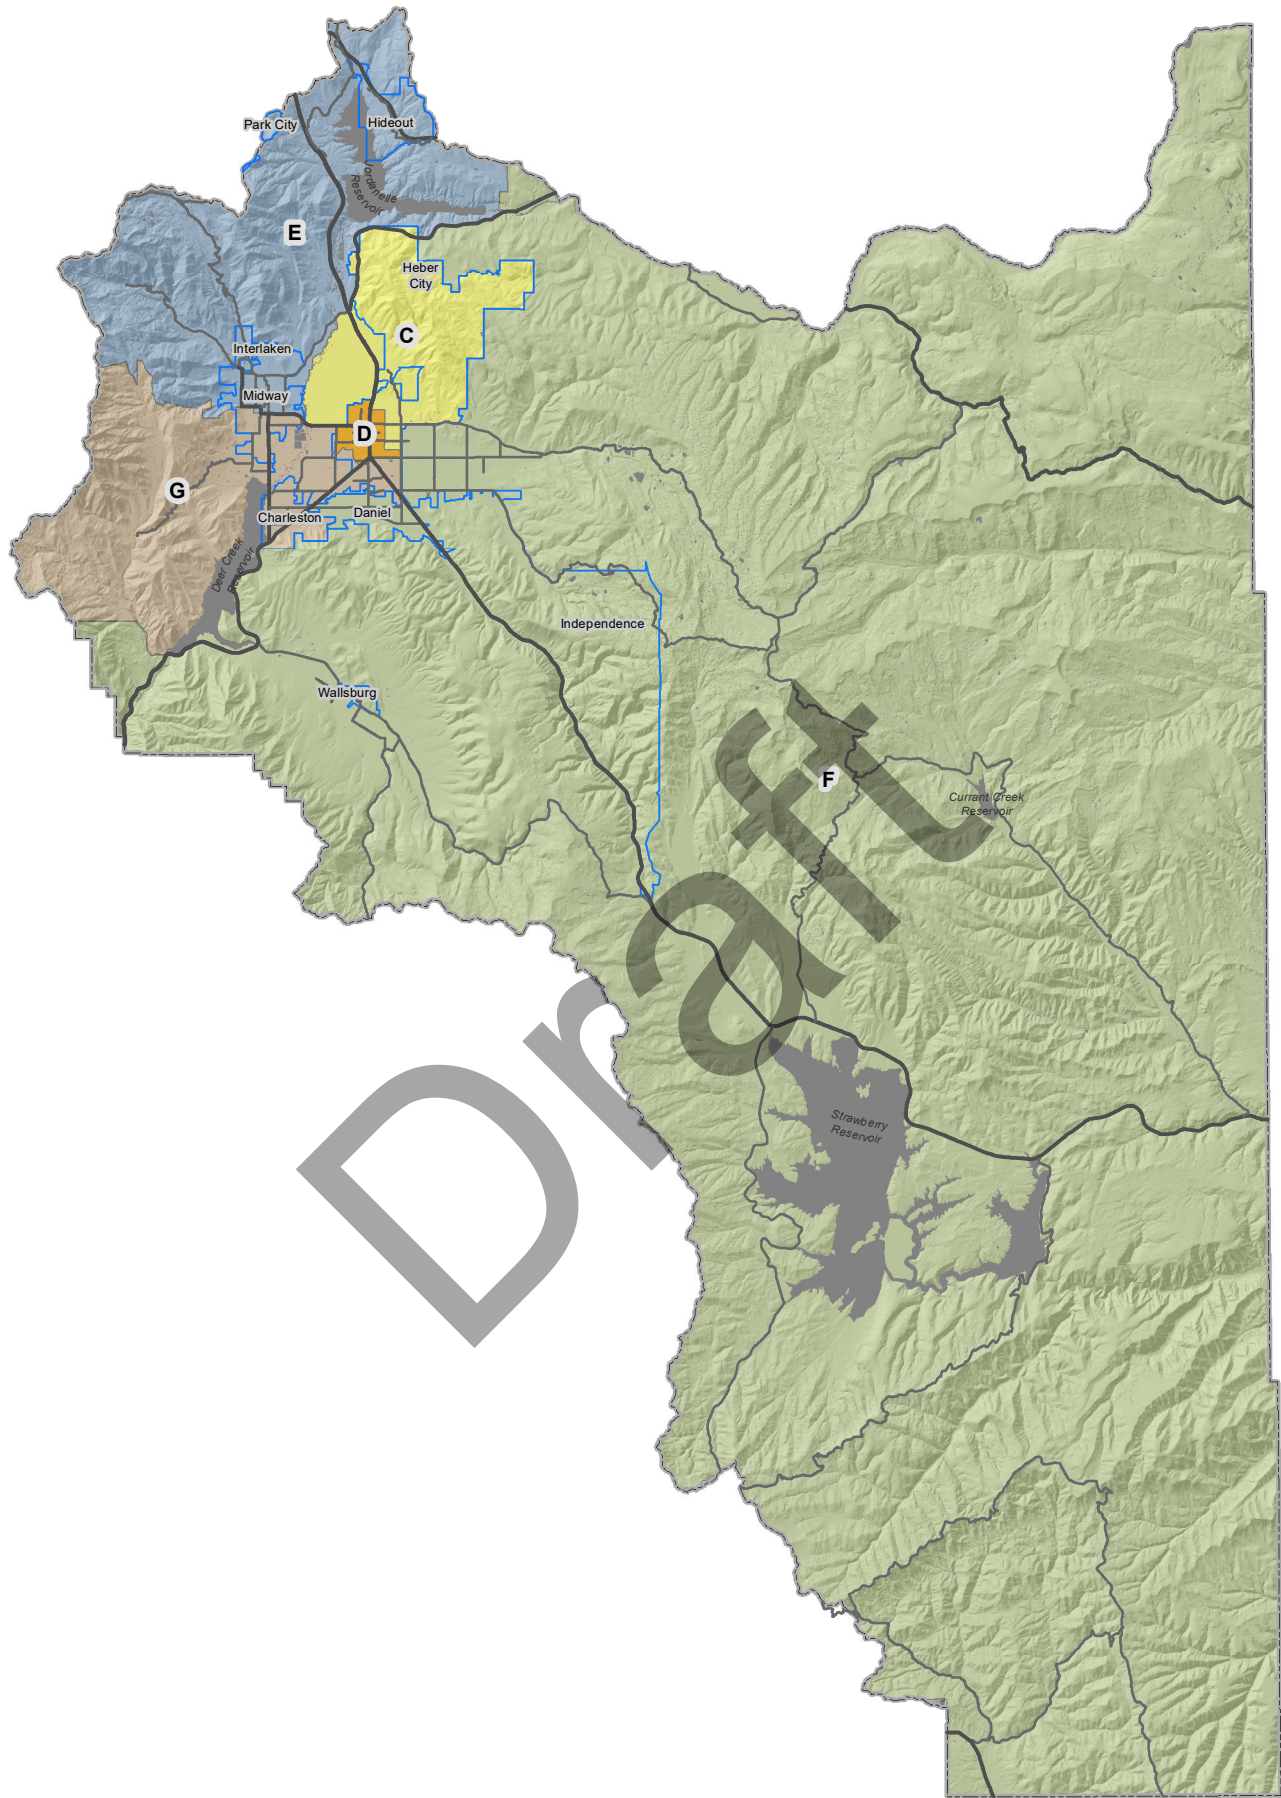 Park City
Hideout
Jordanelle
Reservoir
E
Heber
City
C
Interlaken
Midway
D
G
Charleston
Daniel
Deer Creek
Reservoir
Independence
Wallsburg
F
Currant Creek
Reservoir
Draft
Strawberry
Reservoir